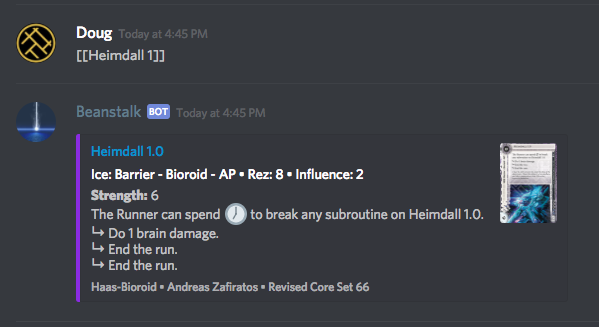 Doug Today at 4:45 PM
[[Heimdall 1]]
Beanstalk BOT Today at 4:45 PM
Heimdall 1.0
Ice: Barrier - Bioroid - AP • Rez: 8 • Influence: 2
Strength: 6
The Runner can spend 🕖 to break any subroutine on Heimdall 1.0.
↳ Do 1 brain damage.
↳ End the run.
↳ End the run.
Haas-Bioroid • Andreas Zafiratos • Revised Core Set 66